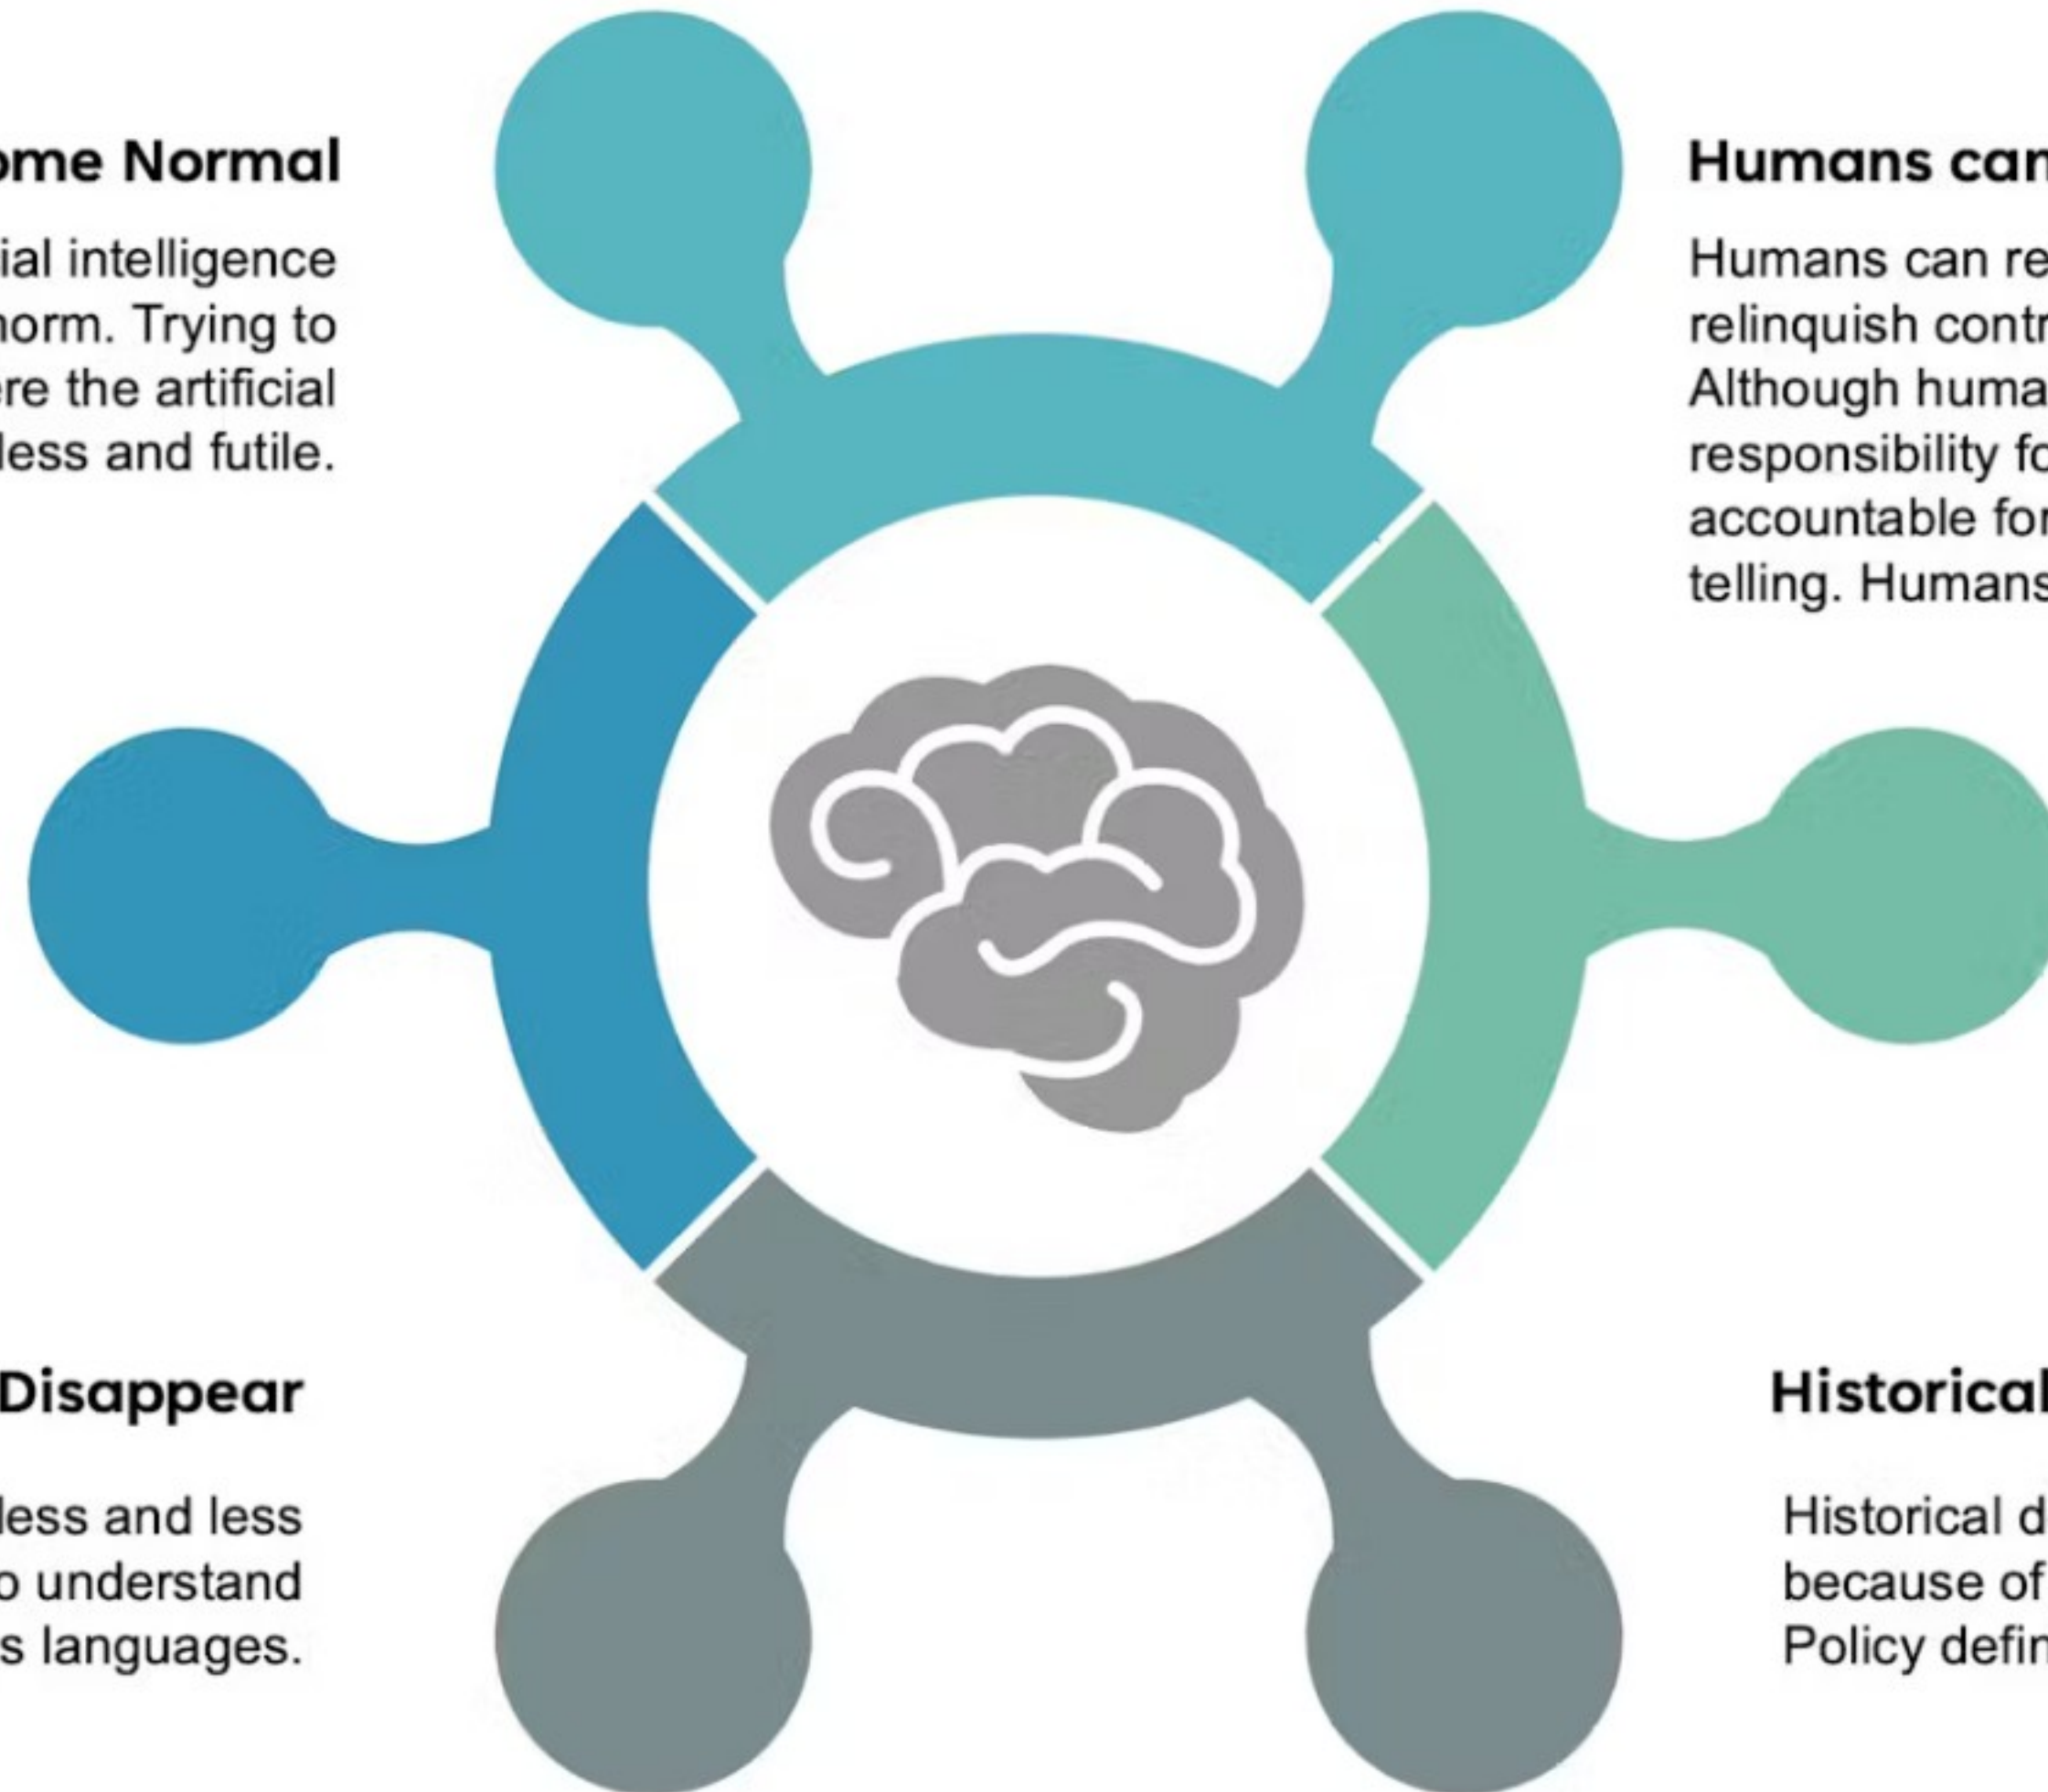 ome Normal
ial intelligence
norm. Trying to
ere the artificial
less and futile.
Humans can
Humans can re
relinquish contr
Although huma
responsibility fo
accountable for
telling. Humans
Disappear
less and less
o understand
s languages.
Historical
Historical d
because of
Policy defin